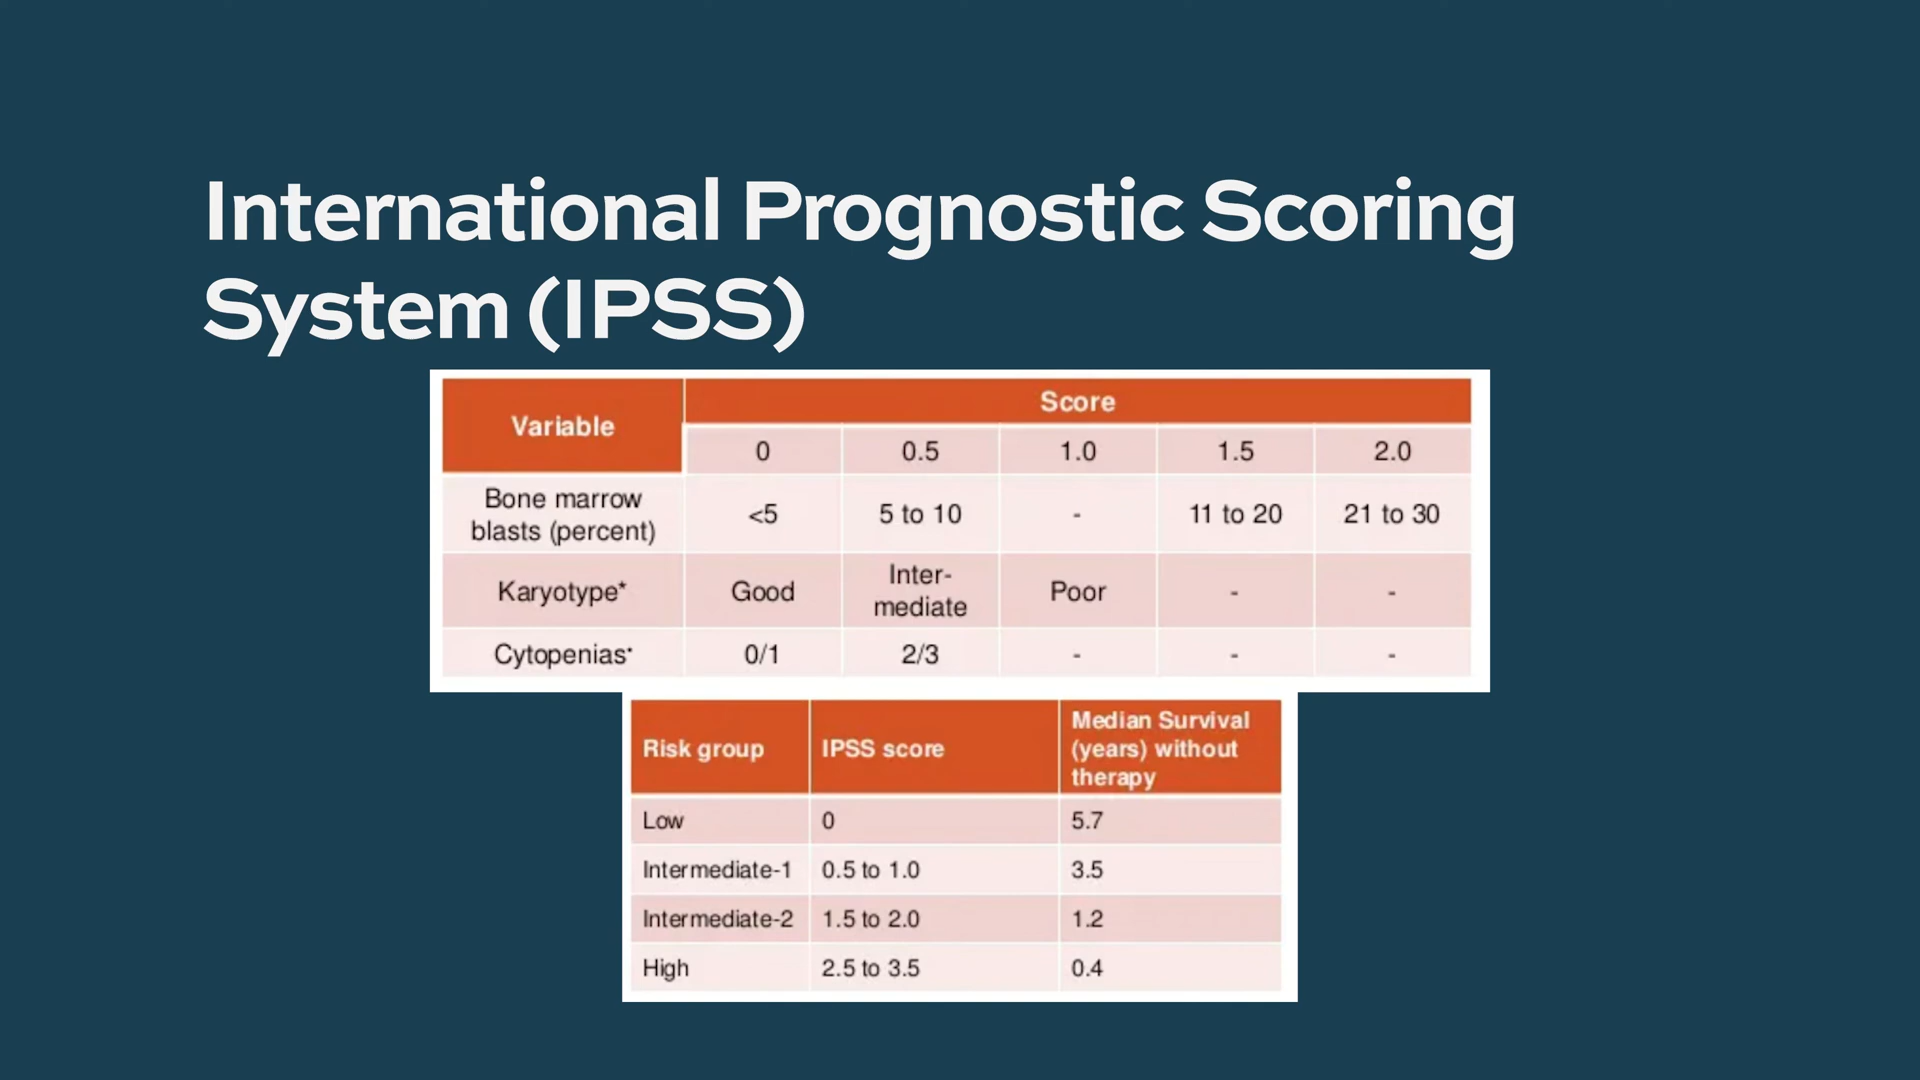 International Prognostic Scoring
System (IPSS)
Variable
Score
0 0.5 1.0 1.5 2.0
Bone marrow
blasts (percent)
<5 5 to 10 - 11 to 20 21 to 30
Karyotype*
Good
Inter-
mediate
Poor - -
Cytopenias• 0/1 2/3 - - -
Risk group
IPSS score
Median Survival
(years) without
therapy
Low 0 5.7
Intermediate-1 0.5 to 1.0 3.5
Intermediate-2 1.5 to 2.0 1.2
High 2.5 to 3.5 0.4